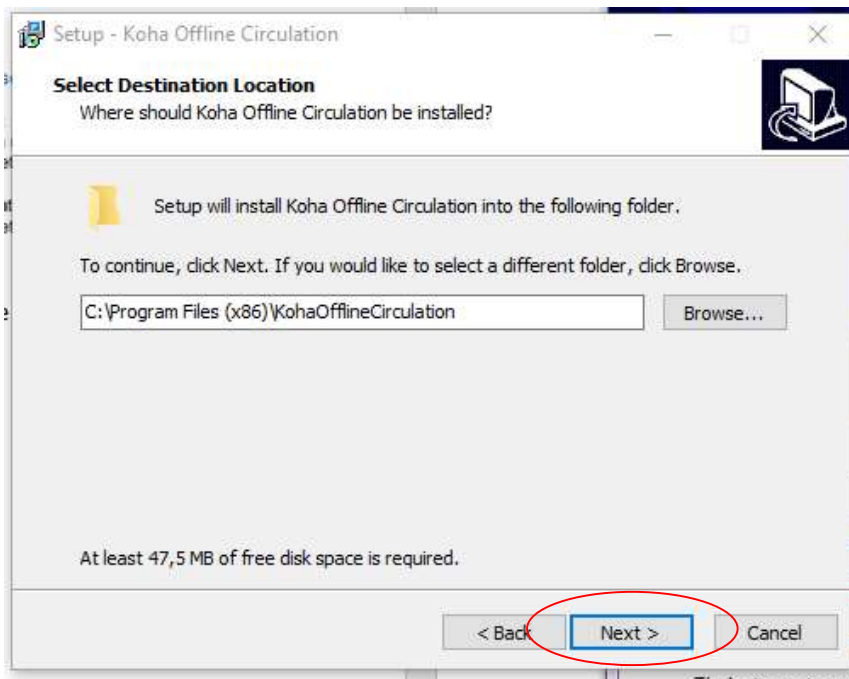 Setup - Koha Offline Circulation
Select Destination Location
Where should Koha Offline Circulation be installed?
Setup will install Koha Offline Circulation into the following folder.
To continue, click Next. If you would like to select a different folder, click Browse.
C:\Program Files (x86)\KohaOfflineCirculation
Browse...
At least 47,5 MB of free disk space is required.
< Back
Next >
Cancel